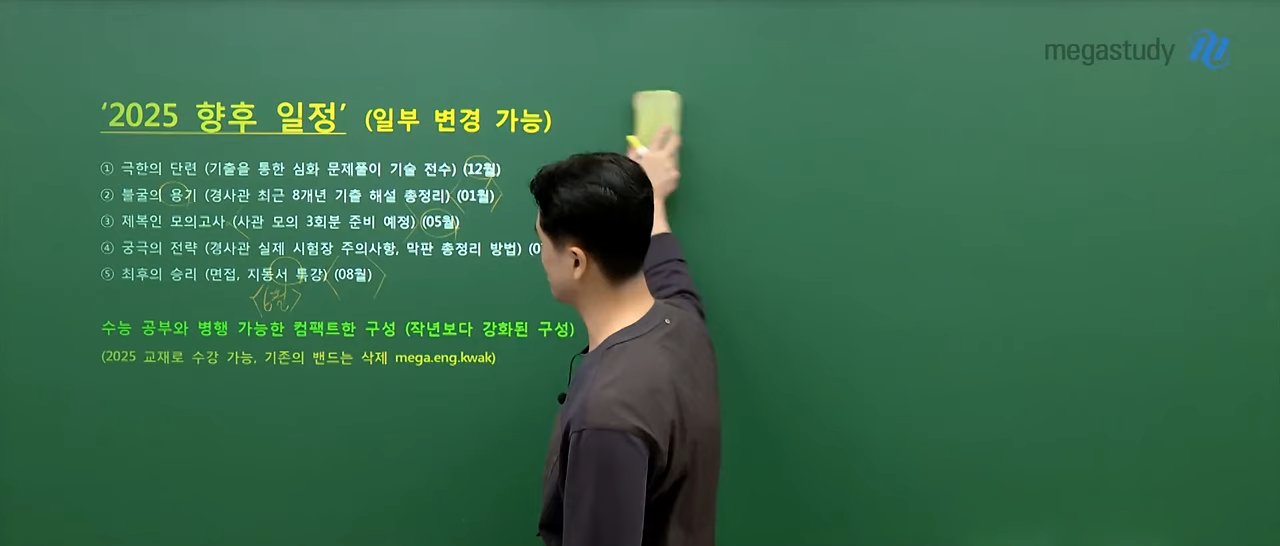 megastudy
‘2025 향후 일정’ (일부 변경 가능)
① 극한의 단련 (기출을 통한 심화 문제풀이 기술 전수) (12월)
② 불굴의 용기 (경사관 최근 8개년 기출 해설 총정리) (01월)
③ 제복인 모의고사 (사관 모의 3회분 준비 예정) (05월)
④ 궁극의 전략 (경사관 실제 시험장 주의사항, 막판 총정리 방법) (0
⑤ 최후의 승리 (면접, 지동서 특강) (08월)
<6월>
수능 공부와 병행 가능한 컴팩트한 구성 (작년보다 강화된 구성)
(2025 교재로 수강 가능, 기존의 밴드는 삭제 mega.eng.kwak)